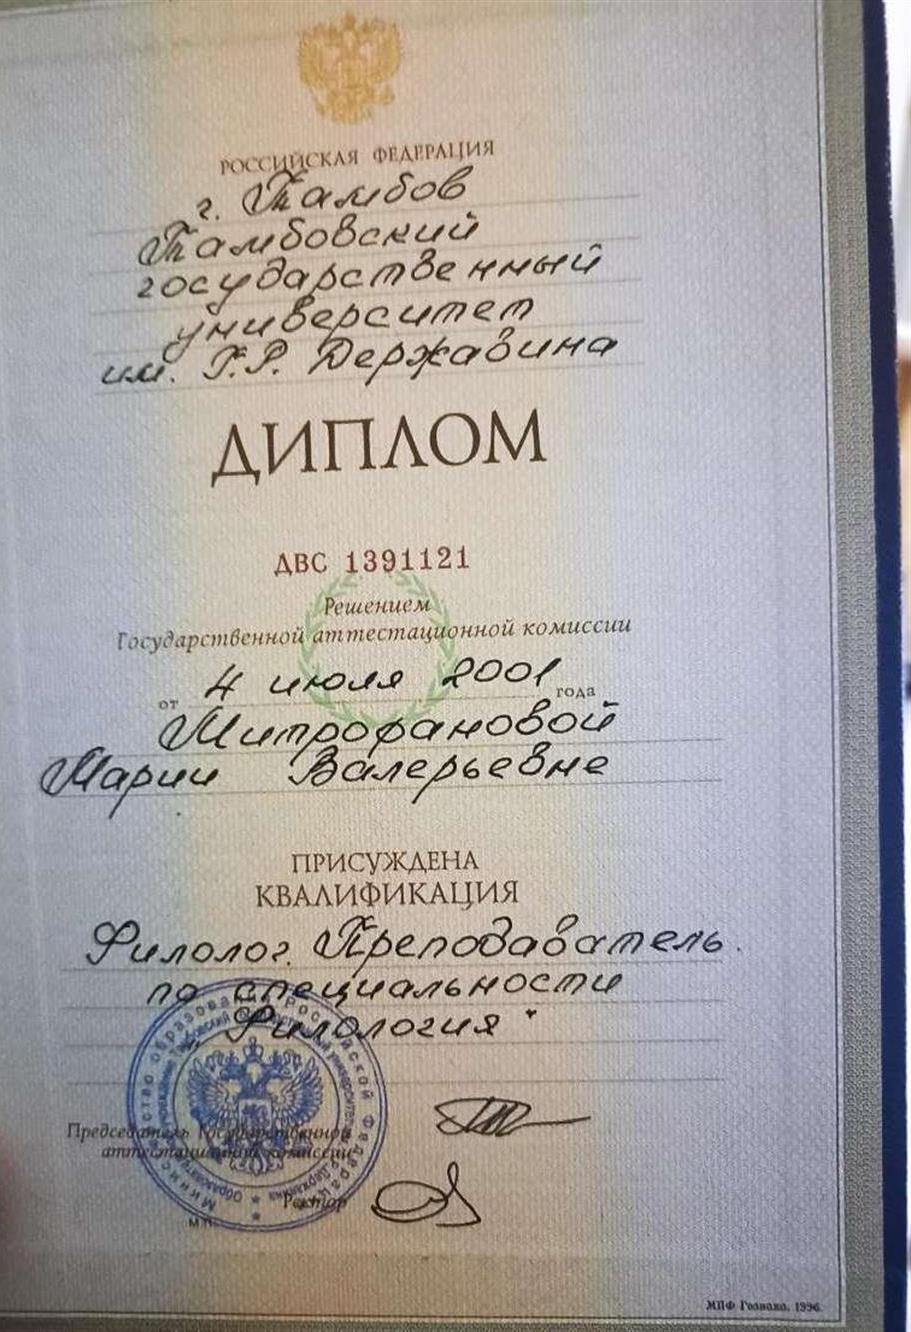 РОССИЙСКАЯ ФЕДЕРАЦИЯ
г. Тамбов
Тамбовский
государственный
университет
им. Г.Р. Державина
ДИПЛОМ
ДВС 1391121
Решением
Государственной аттестационной комиссии
от 4 июля 2001 года
Митрофановой
Марии Валерьевне
ПРИСУЖДЕНА
КВАЛИФИКАЦИЯ
Филолог. Преподаватель.
по специальности
„Филология"
Председатель Государственной
аттестационной комиссии
Ректор
М.П.
МПФ Гознака. 1996.